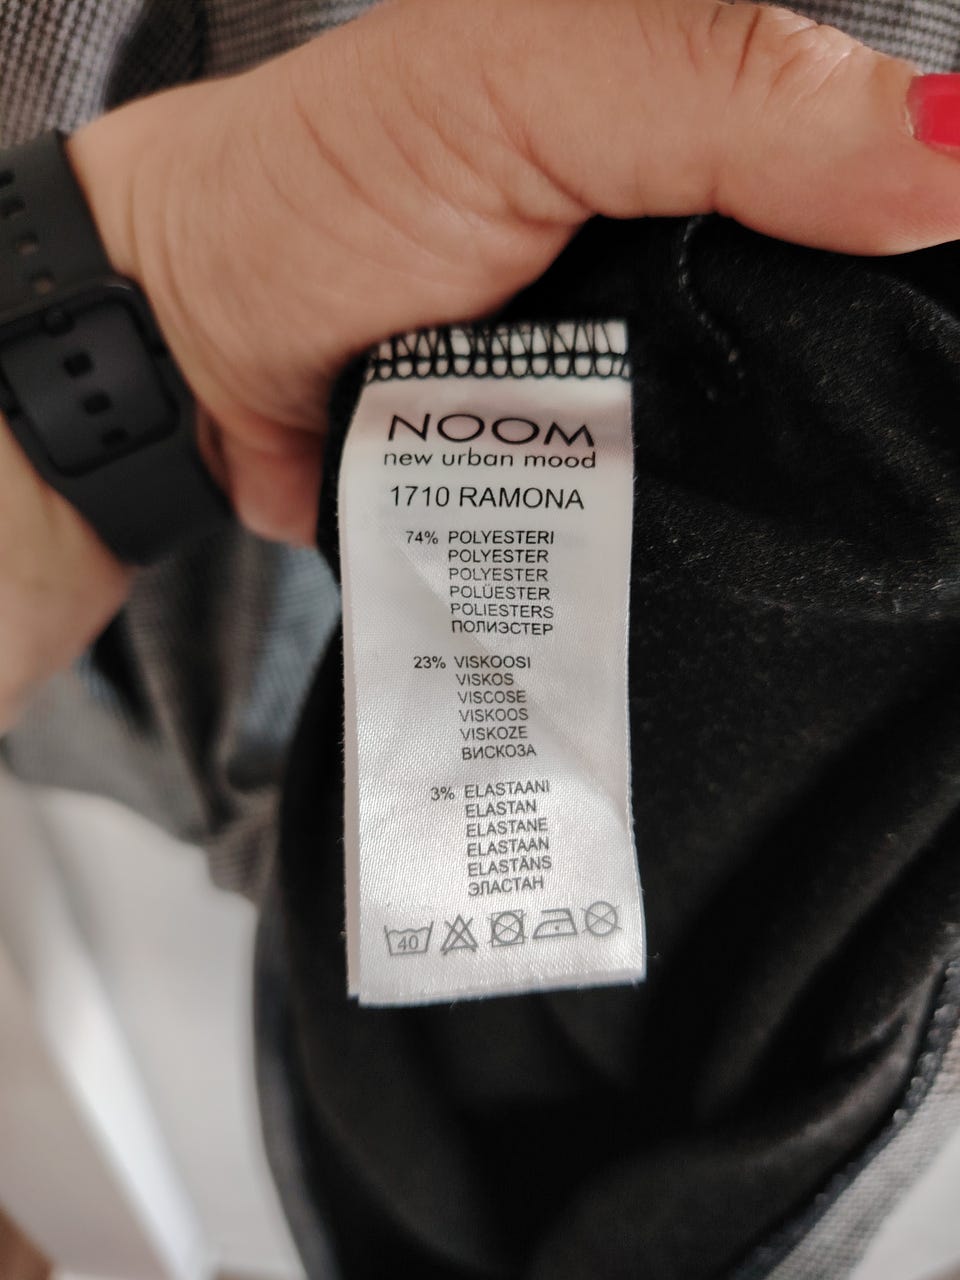 NOOM
new urban mood
1710 RAMONA
74% POLYESTERI
POLYESTER
POLYESTER
POLÜESTER
POLIESTERS
ПОЛИЭСТЕР
23% VISKOOSI
VISKOS
VISCOSE
VISKOOS
VISKOZE
ВИСКОЗА
3% ELASTAANI
ELASTAN
ELASTANE
ELASTAAN
ELASTĀNS
ЭЛАСТАН
40